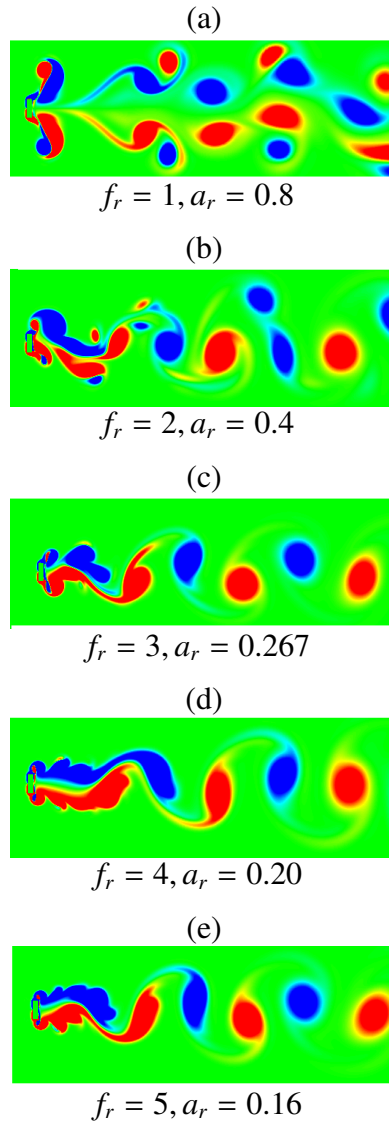 (a)
f_r = 1, a_r = 0.8
(b)
f_r = 2, a_r = 0.4
(c)
f_r = 3, a_r = 0.267
(d)
f_r = 4, a_r = 0.20
(e)
f_r = 5, a_r = 0.16